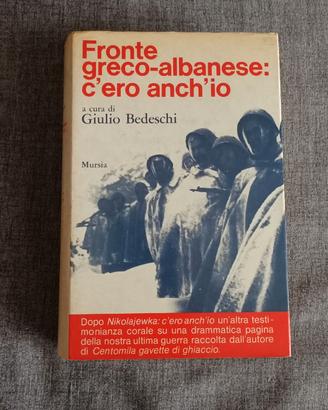 Fronte
greco-albanese:
c'ero anch'io
a cura di
Giulio Bedeschi
Mursia
Dopo Nikolajewka: c'ero anch'io un'altra testi-
monianza corale su una drammatica pagina
della nostra ultima guerra raccolta dall'autore
di Centomila gavette di ghiaccio.